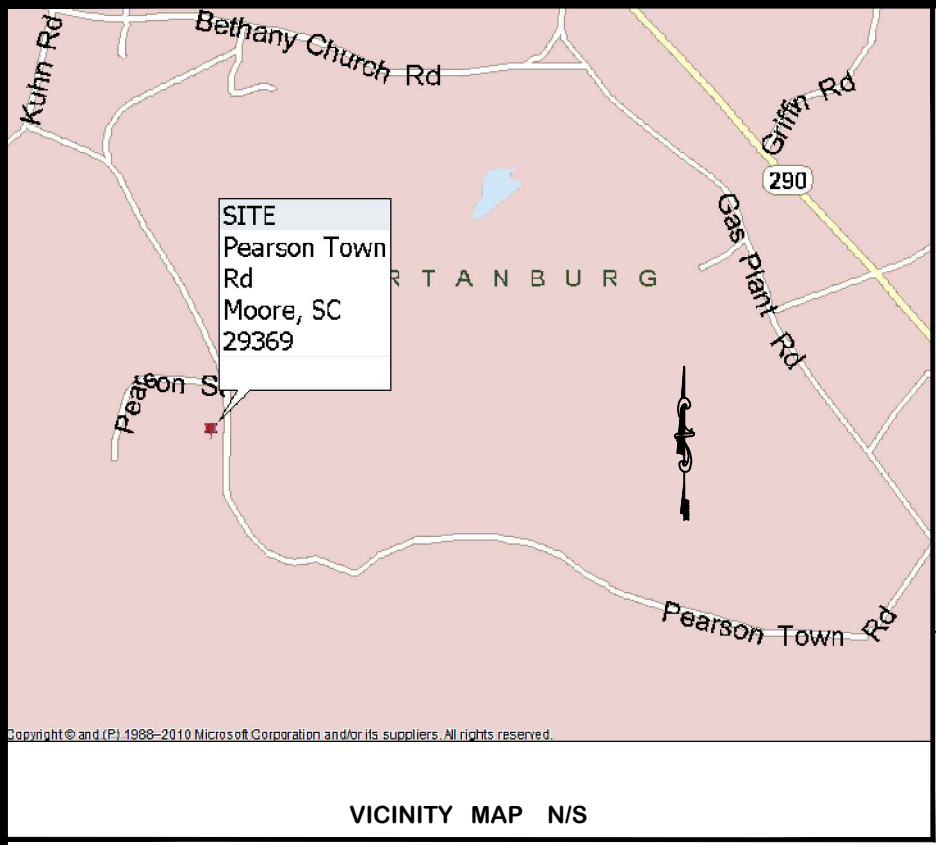 Kuhn Rd
Bethany Church Rd
Griffin Rd
290
Gas Plant Rd
SITE
Pearson Town
Rd
Moore, SC
29369
RTANBURG
Pearson S
Pearson Town Rd
Copyright © and (P) 1988–2010 Microsoft Corporation and/or its suppliers. All rights reserved.
VICINITY MAP N/S